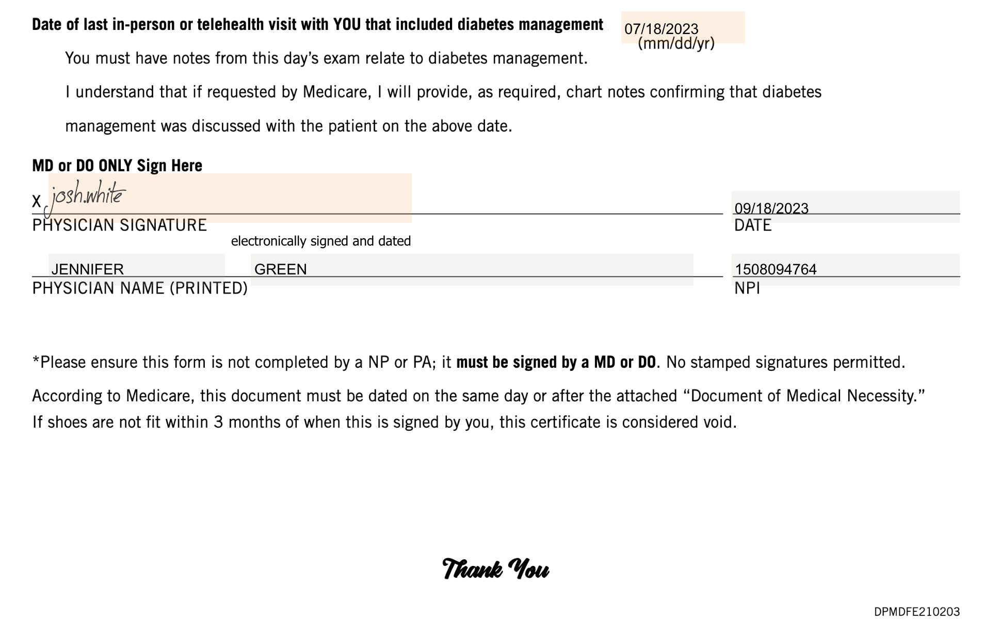 Date of last in-person or telehealth visit with YOU that included diabetes management 07/18/2023
(mm/dd/yr)
You must have notes from this day’s exam relate to diabetes management.
I understand that if requested by Medicare, I will provide, as required, chart notes confirming that diabetes
management was discussed with the patient on the above date.
MD or DO ONLY Sign Here
X josh.white 09/18/2023
PHYSICIAN SIGNATURE DATE
electronically signed and dated
JENNIFER GREEN 1508094764
PHYSICIAN NAME (PRINTED) NPI
*Please ensure this form is not completed by a NP or PA; it must be signed by a MD or DO. No stamped signatures permitted.
According to Medicare, this document must be dated on the same day or after the attached “Document of Medical Necessity.”
If shoes are not fit within 3 months of when this is signed by you, this certificate is considered void.
Thank You
DPMDFE210203